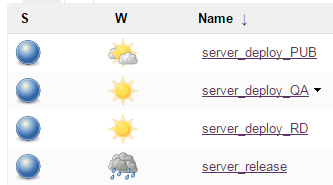 S W Name ↓
server_deploy_PUB
server_deploy_QA
server_deploy_RD
server_release